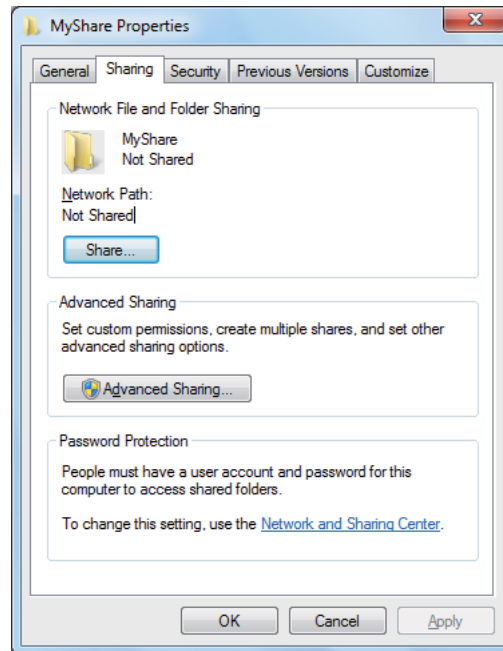 MyShare Properties
General Sharing Security Previous Versions Customize
Network File and Folder Sharing
MyShare
Not Shared
Network Path:
Not Shared
Share...
Advanced Sharing
Set custom permissions, create multiple shares, and set other
advanced sharing options.
Advanced Sharing...
Password Protection
People must have a user account and password for this
computer to access shared folders.
To change this setting, use the Network and Sharing Center.
OK Cancel Apply